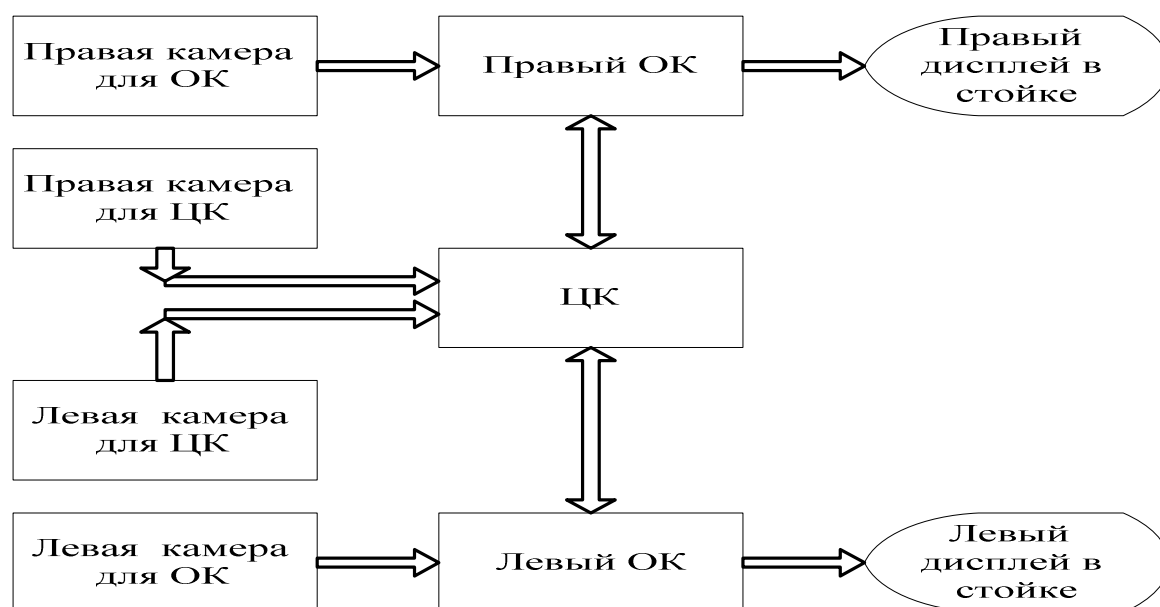 Правая камера
для ОК
Правый ОК
Правый
дисплей в
стойке
Правая камера
для ЦК
ЦК
Левая камера
для ЦК
Левая камера
для ОК
Левый ОК
Левый
дисплей в
стойке